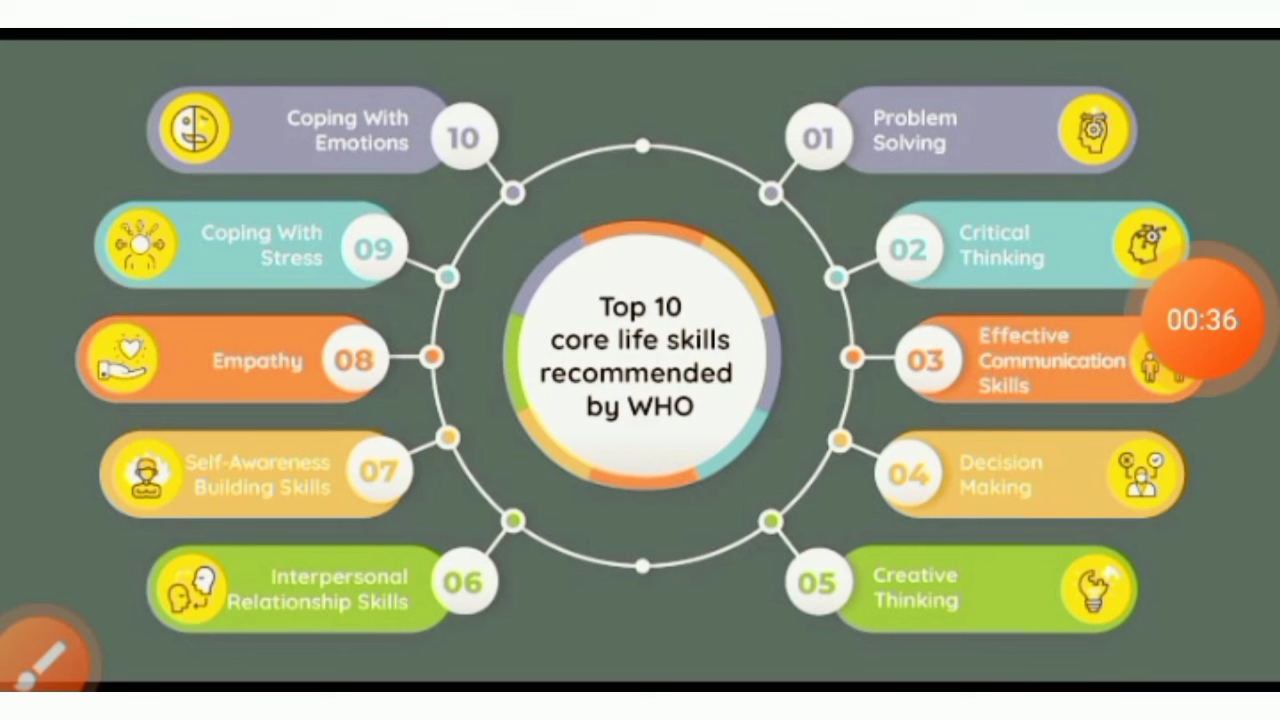 Top 10
core life skills
recommended
by WHO
01
Problem
Solving
02
Critical
Thinking
03
Effective
Communication
Skills
04
Decision
Making
05
Creative
Thinking
06
Interpersonal
Relationship Skills
07
Self-Awareness
Building Skills
08
Empathy
09
Coping With
Stress
10
Coping With
Emotions
00:36